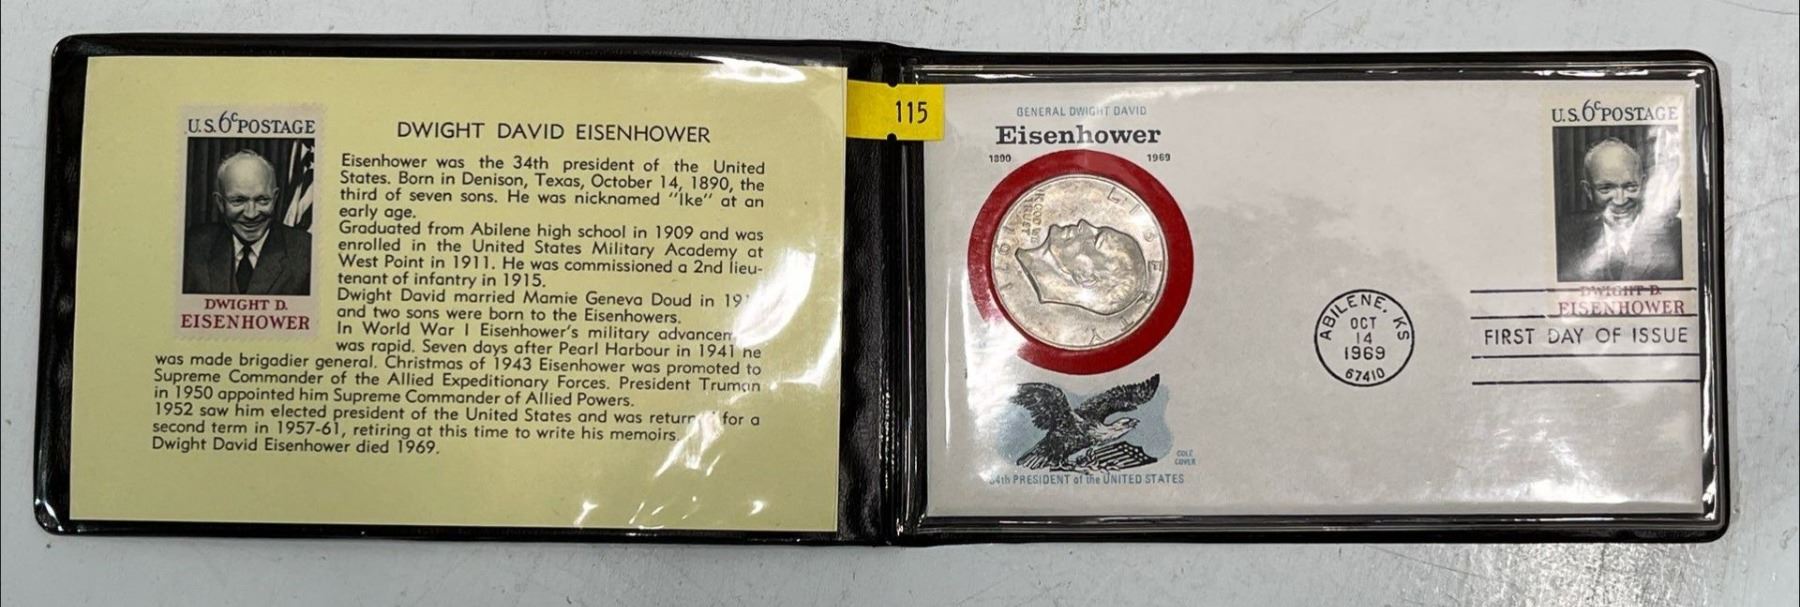 U.S. 6c POSTAGE
DWIGHT D.
EISENHOWER
DWIGHT DAVID EISENHOWER
Eisenhower was the 34th president of the United
States. Born in Denison, Texas, October 14, 1890, the
third of seven sons. He was nicknamed "Ike" at an
early age.
Graduated from Abilene high school in 1909 and was
enrolled in the United States Military Academy at
West Point in 1911. He was commissioned a 2nd lieu-
tenant of infantry in 1915.
Dwight David married Mamie Geneva Doud in
and two sons were born to the Eisenhowers.
In World War I Eisenhower's military
was rapid. Seven days after Pearl Harbour in 1941 he
was made brigadier general. Christmas of 1943 Eisenhower was promoted to
Supreme Commander of the Allied Expeditionary Forces. President Truman
in 1950 appointed him Supreme Commander of Allied Powers.
1952 saw him elected president of the United States and was for a
second term in 1957-61, retiring at this time to write his memoirs.
Dwight David Eisenhower died 1969.
115
GENERAL DWIGHT DAVID
Eisenhower
1890 1969
LIBERTY
IN GOD WE
TRUST
COLE
COVER
34th PRESIDENT of the UNITED STATES
U.S. 6c POSTAGE
DWIGHT D.
EISENHOWER
ABILENE, KS
OCT
14
1969
67410
FIRST DAY OF ISSUE